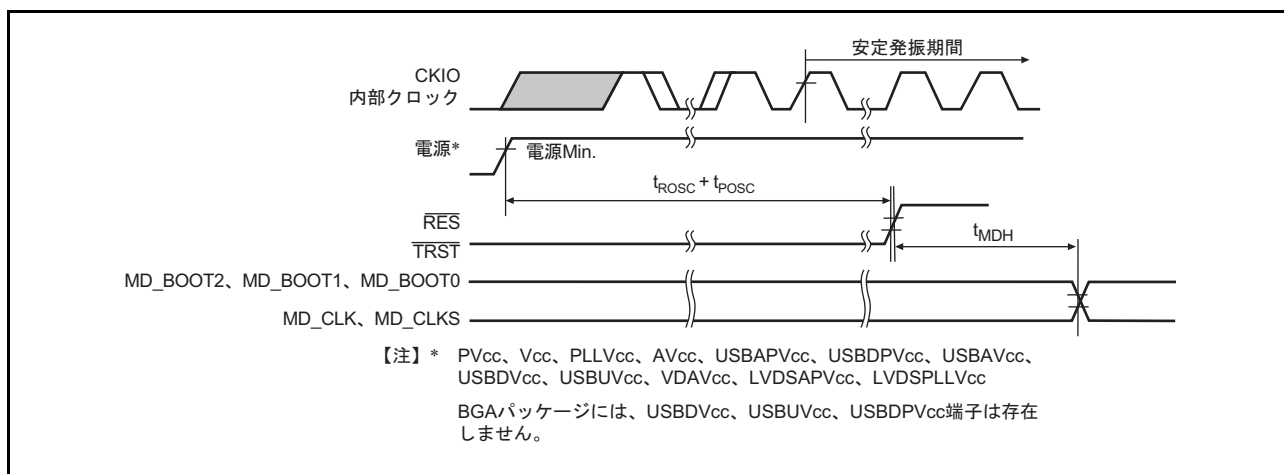 安定発振期間
CKIO
内部クロック
電源*
電源Min.
tROSC + tPOSC
RES
TRST
tMDH
MD_BOOT2、MD_BOOT1、MD_BOOT0
MD_CLK、MD_CLKS
【注】* PVcc、Vcc、PLLVcc、AVcc、USBAPVcc、USBDPVcc、USBAVcc、
USBDVcc、USBUVcc、VDAVcc、LVDSAPVcc、LVDSPLLVcc
BGAパッケージには、USBDVcc、USBUVcc、USBDPVcc端子は存在
しません。